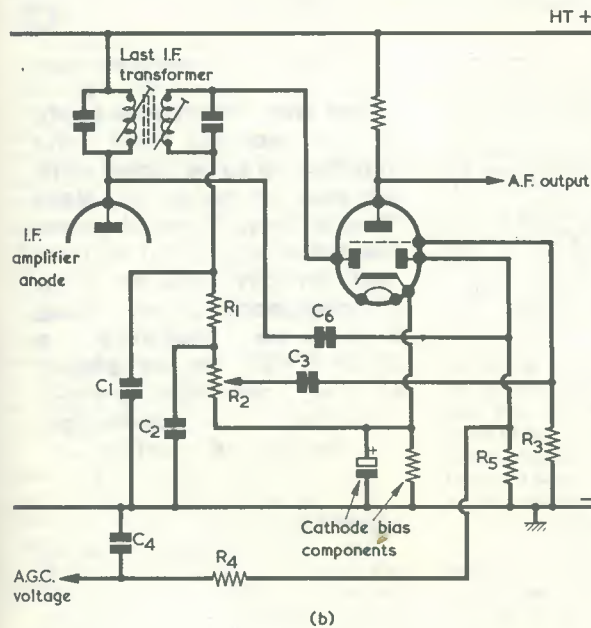 HT +
Last I.F.
transformer
A.F. output
I.F.
amplifier
anode
R1
C6
C3
C1
R2
C2
R5
R3
+
−
Cathode bias
components
C4
R4
A.G.C.
voltage
(b)